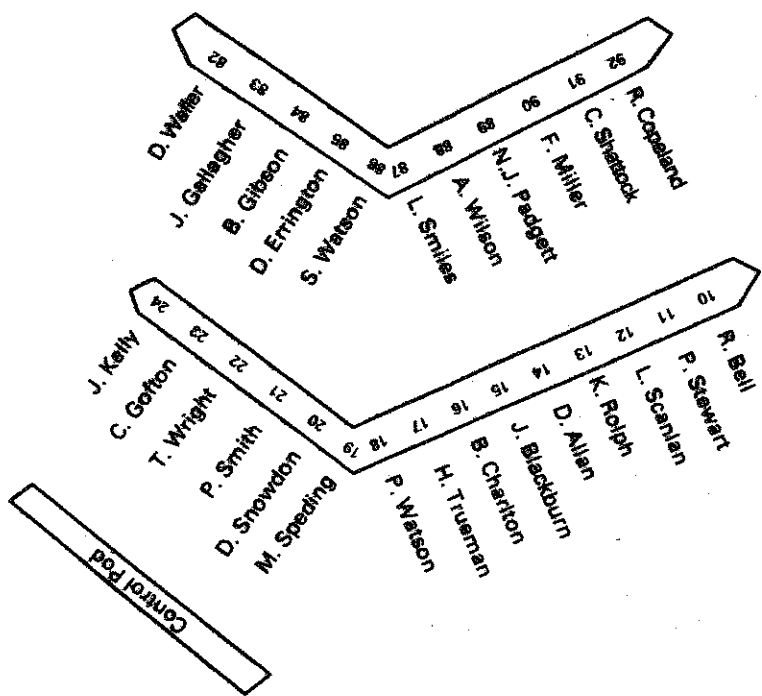 82
83
84
85
86
87
88
89
90
91
92
D. Waller
J. Gallagher
B. Gibson
D. Errington
S. Watson
L. Smiles
A. Wilson
N.J. Padgett
F. Miller
C. Shattock
R. Copeland
24
23
22
21
20
19
18
17
16
15
14
13
12
11
10
J. Kelly
C. Gofton
T. Wright
P. Smith
D. Snowdon
M. Speding
P. Watson
H. Trueman
B. Charlton
J. Blackburn
D. Allan
K. Rolph
L. Scanlan
P. Stewart
R. Bell
Control Pod